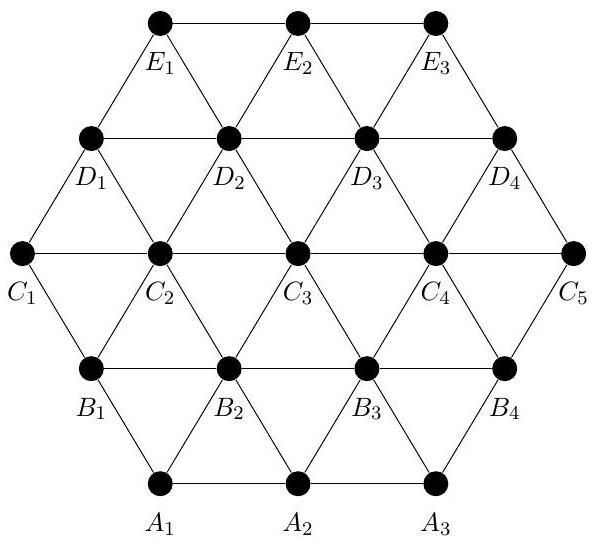 E₁ E₂ E₃
D₁ D₂ D₃ D₄
C₁ C₂ C₃ C₄ C₅
B₁ B₂ B₃ B₄
A₁ A₂ A₃